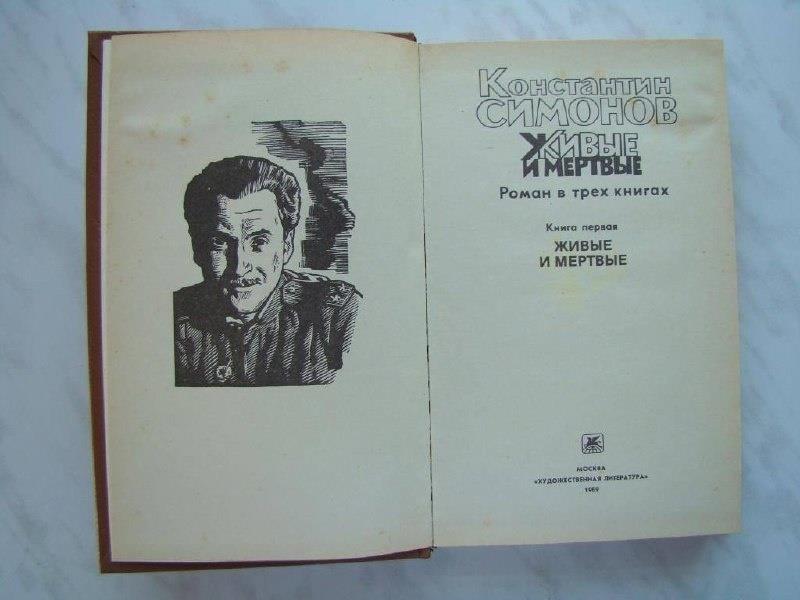 Константин
СИМОНОВ
ЖИВЫЕ
И МЕРТВЫЕ
Роман в трех книгах
Книга первая
ЖИВЫЕ
И МЕРТВЫЕ
МОСКВА
«ХУДОЖЕСТВЕННАЯ ЛИТЕРАТУРА»
1989